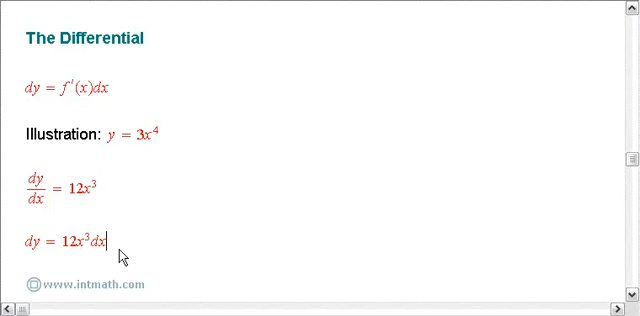 The Differential
dy = f'(x)dx
Illustration: y = 3x⁴
dy/dx = 12x³
dy = 12x³dx
www.intmath.com